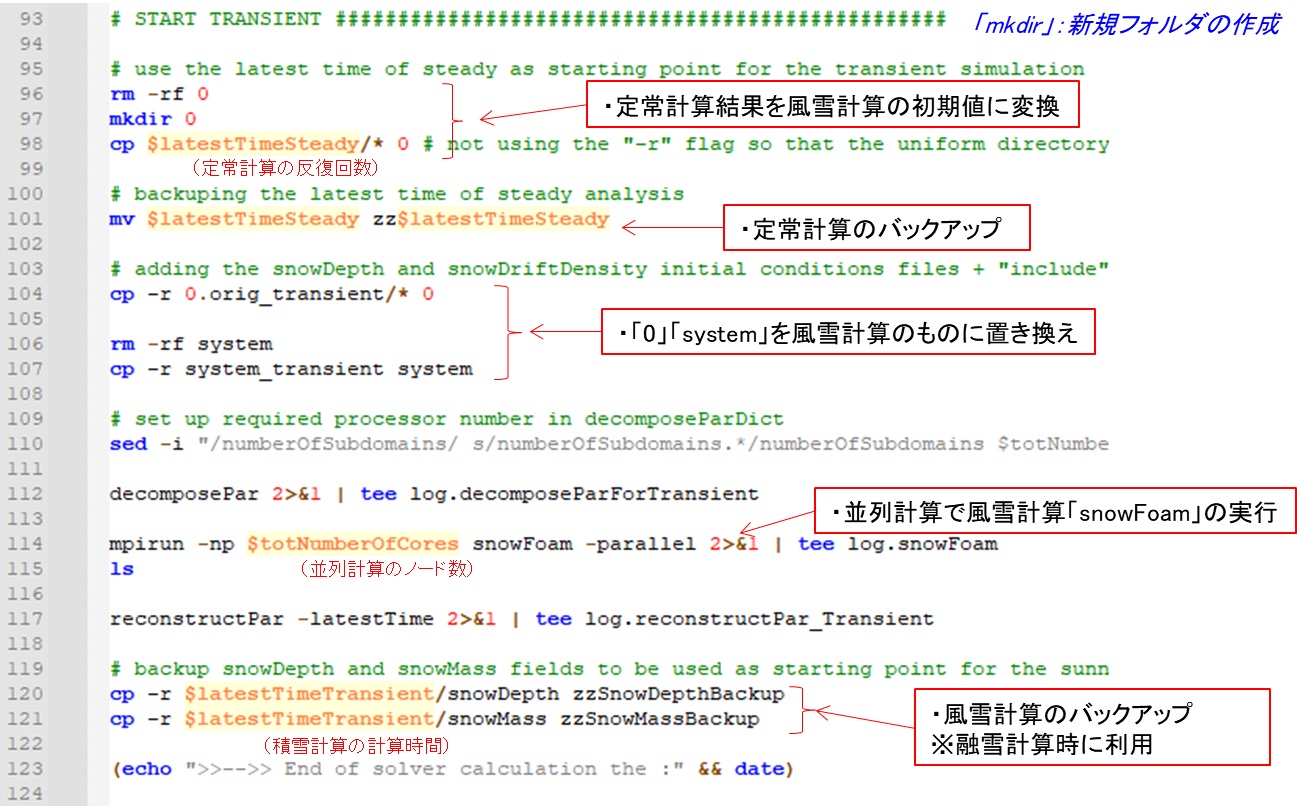 93 # START TRANSIENT ################################################# 「mkdir」：新規フォルダの作成
94
95 # use the latest time of steady as starting point for the transient simulation
96 rm -rf 0
・定常計算結果を風雪計算の初期値に変換
97 mkdir 0
98 cp $latestTimeSteady/* 0 # not using the "-r" flag so that the uniform directory
（定常計算の反復回数）
99
100 # backuping the latest time of steady analysis
101 mv $latestTimeSteady zz$latestTimeSteady
・定常計算のバックアップ
102
103 # adding the snowDepth and snowDriftDensity initial conditions files + "include"
104 cp -r 0.orig_transient/* 0
105
・「0」「system」を風雪計算のものに置き換え
106 rm -rf system
107 cp -r system_transient system
108
109 # set up required processor number in decomposeParDict
110 sed -i "/numberOfSubdomains/ s/numberOfSubdomains.*/numberOfSubdomains $totNumbe
111
112 decomposePar 2>&1 | tee log.decomposeParForTransient
・並列計算で風雪計算「snowFoam」の実行
113
114 mpirun -np $totNumberOfCores snowFoam -parallel 2>&1 | tee log.snowFoam
115 ls
（並列計算のノード数）
116
117 reconstructPar -latestTime 2>&1 | tee log.reconstructPar_Transient
118
119 # backup snowDepth and snowMass fields to be used as starting point for the sunn
120 cp -r $latestTimeTransient/snowDepth zzSnowDepthBackup
121 cp -r $latestTimeTransient/snowMass zzSnowMassBackup
・風雪計算のバックアップ
※融雪計算時に利用
122
（積雪計算の計算時間）
123 (echo ">>-->> End of solver calculation the :" && date)
124